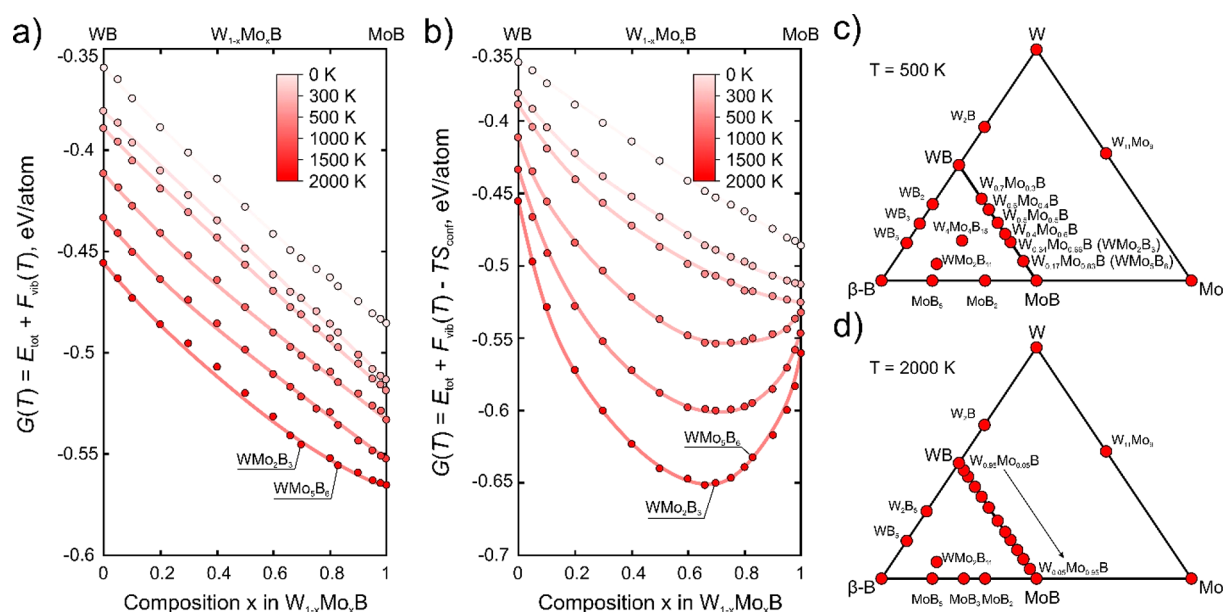 a)
WB
W1-xMoxB
MoB
G(T) = Etot + Fvib(T), eV/atom
-0.35
-0.4
-0.45
-0.5
-0.55
-0.6
0 K
300 K
500 K
1000 K
1500 K
2000 K
WMo2B3
WMo5B6
0
0.2
0.4
0.6
0.8
1
Composition x in W1-xMoxB
b)
WB
W1-xMoxB
MoB
G(T) = Etot + Fvib(T) - TSconf, eV/atom
-0.35
-0.4
-0.45
-0.5
-0.55
-0.6
-0.65
-0.7
0 K
300 K
500 K
1000 K
1500 K
2000 K
WMo5B6
WMo2B3
0
0.2
0.4
0.6
0.8
1
Composition x in W1-xMoxB
c)
T = 500 K
W
W2B
W11Mo9
WB
W0.7Mo0.3B
W0.6Mo0.4B
W0.5Mo0.5B
W0.4Mo0.6B
W0.34Mo0.66B (WMo2B3)
W0.17Mo0.83B (WMo5B6)
WB2
WB3
WB5
WMo2B11
β-B
MoB5
MoB2
MoB
Mo
d)
T = 2000 K
W
W2B
W11Mo9
WB
W0.95Mo0.05B
W2B5
WB5
WMo2B11
W0.05Mo0.95B
β-B
MoB5
MoB3
MoB2
MoB
Mo